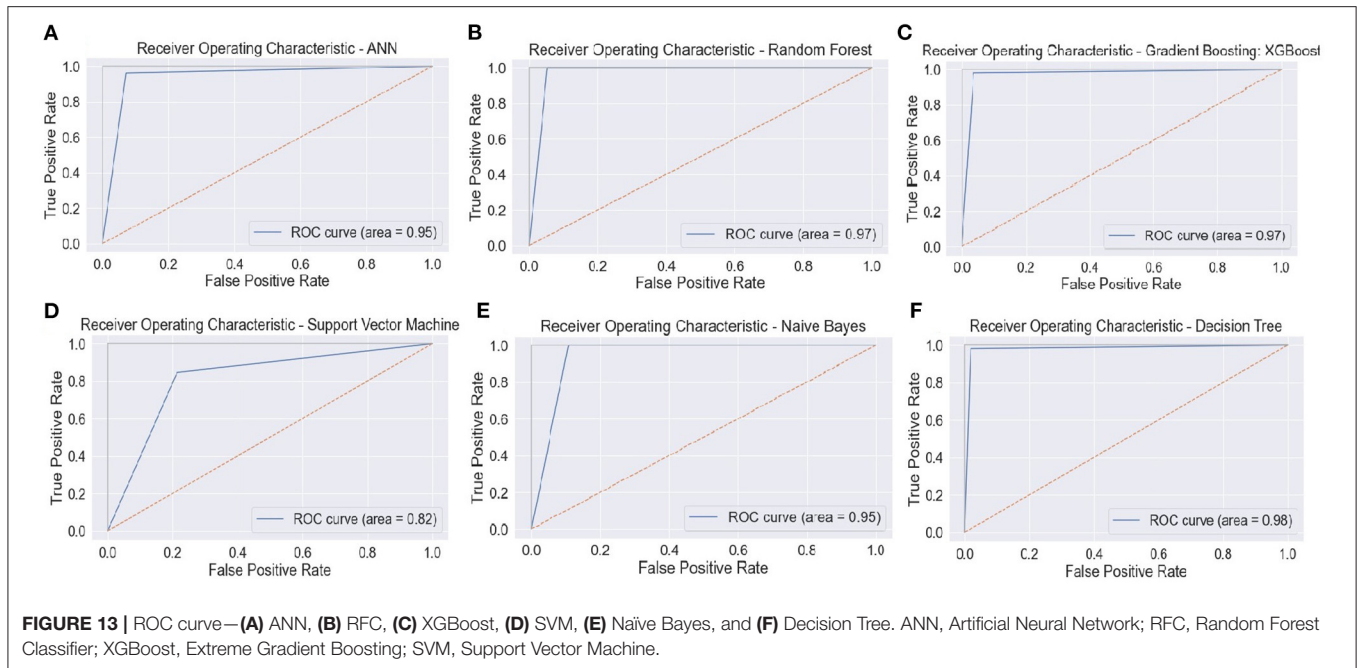 A
Receiver Operating Characteristic - ANN
1.0
0.8
0.6
0.4
0.2
0.0
True Positive Rate
ROC curve (area = 0.95)
0.0 0.2 0.4 0.6 0.8 1.0
False Positive Rate
B
Receiver Operating Characteristic - Random Forest
1.0
0.8
0.6
0.4
0.2
0.0
True Positive Rate
ROC curve (area = 0.97)
0.0 0.2 0.4 0.6 0.8 1.0
False Positive Rate
C
Receiver Operating Characteristic - Gradient Boosting: XGBoost
1.0
0.8
0.6
0.4
0.2
0.0
True Positive Rate
ROC curve (area = 0.97)
0.0 0.2 0.4 0.6 0.8 1.0
False Positive Rate
D
Receiver Operating Characteristic - Support Vector Machine
1.0
0.8
0.6
0.4
0.2
0.0
True Positive Rate
ROC curve (area = 0.82)
0.0 0.2 0.4 0.6 0.8 1.0
False Positive Rate
E
Receiver Operating Characteristic - Naive Bayes
1.0
0.8
0.6
0.4
0.2
0.0
True Positive Rate
ROC curve (area = 0.95)
0.0 0.2 0.4 0.6 0.8 1.0
False Positive Rate
F
Receiver Operating Characteristic - Decision Tree
1.0
0.8
0.6
0.4
0.2
0.0
True Positive Rate
ROC curve (area = 0.98)
0.0 0.2 0.4 0.6 0.8 1.0
False Positive Rate
FIGURE 13 | ROC curve—(A) ANN, (B) RFC, (C) XGBoost, (D) SVM, (E) Naïve Bayes, and (F) Decision Tree. ANN, Artificial Neural Network; RFC, Random Forest
Classifier; XGBoost, Extreme Gradient Boosting; SVM, Support Vector Machine.